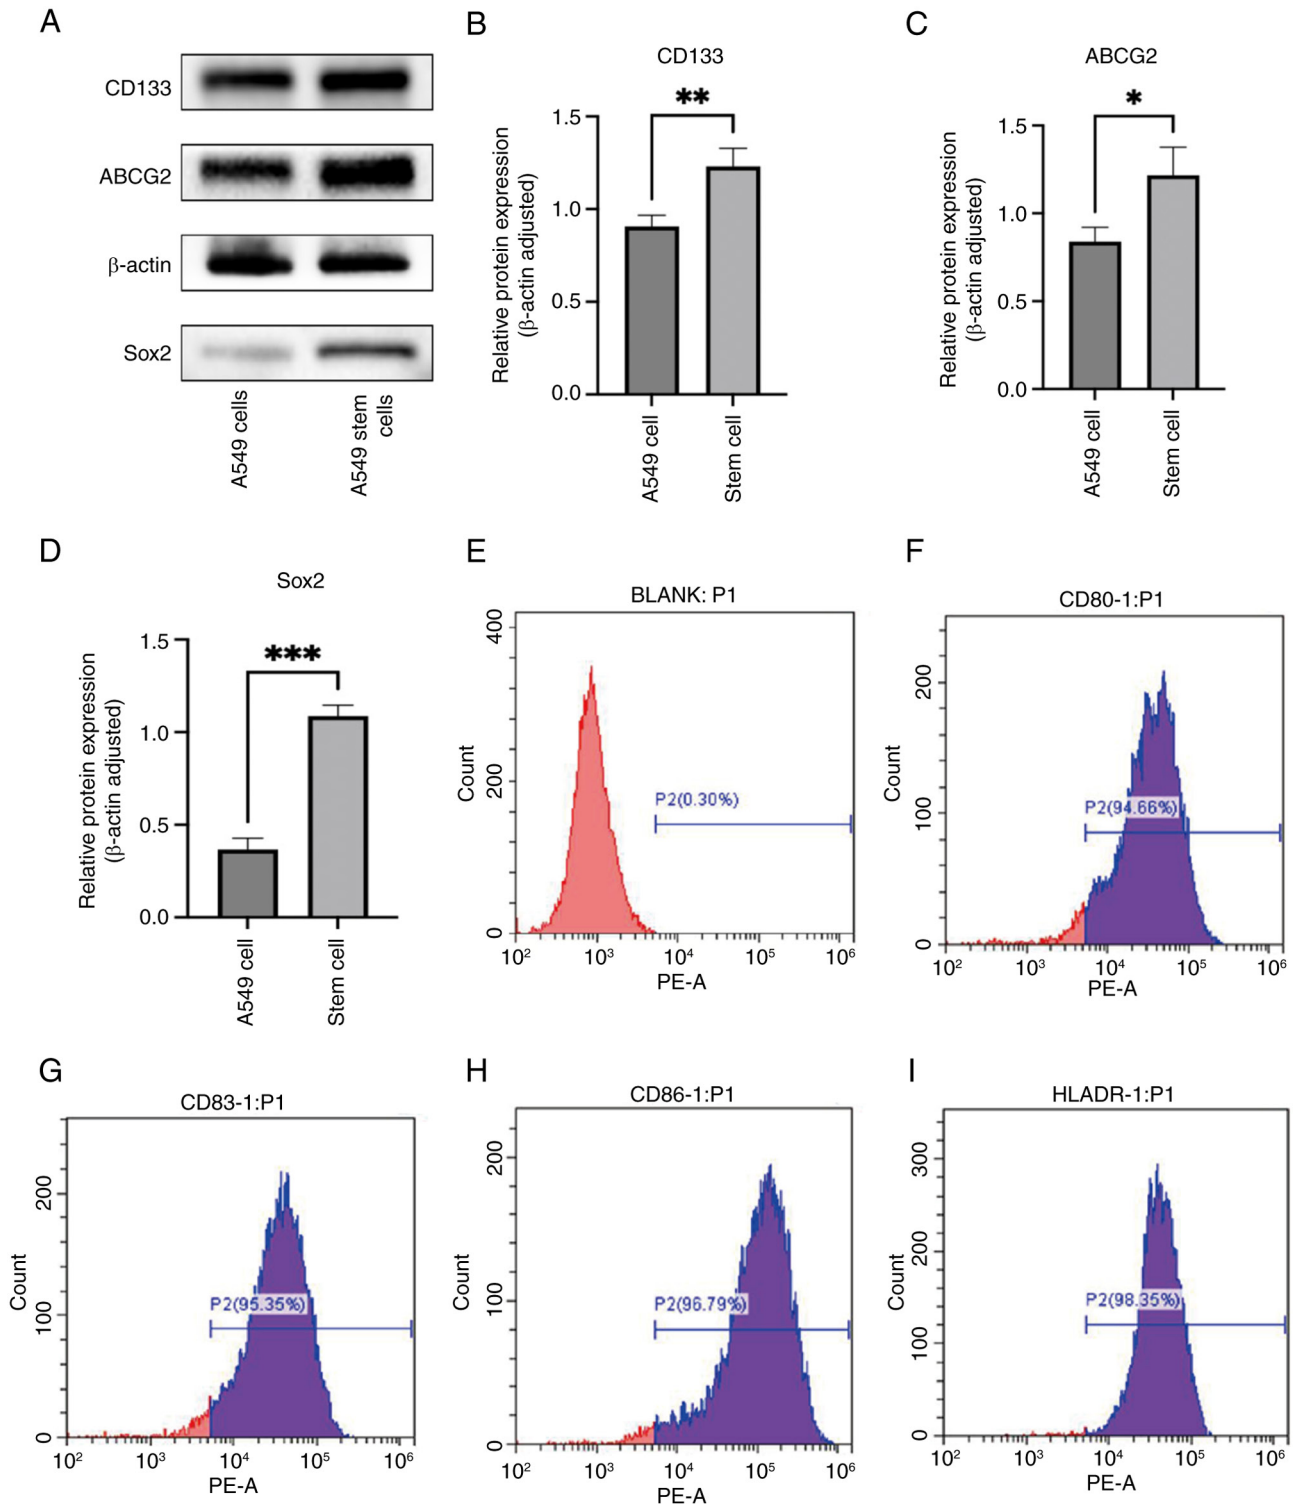 A
CD133
ABCG2
β-actin
Sox2
A549 cells
A549 stem
cells
B
CD133
**
Relative protein expression
(β-actin adjusted)
1.5
1.0
0.5
0.0
A549 cell
Stem cell
C
ABCG2
*
Relative protein expression
(β-actin adjusted)
1.5
1.0
0.5
0.0
A549 cell
Stem cell
D
Sox2
***
Relative protein expression
(β-actin adjusted)
1.5
1.0
0.5
0.0
A549 cell
Stem cell
E
BLANK: P1
Count
400
200
0
P2(0.30%)
10² 10³ 10⁴ 10⁵ 10⁶
PE-A
F
CD80-1:P1
Count
200
100
0
P2(94.66%)
10² 10³ 10⁴ 10⁵ 10⁶
PE-A
G
CD83-1:P1
Count
200
100
0
P2(95.35%)
10² 10³ 10⁴ 10⁵ 10⁶
PE-A
H
CD86-1:P1
Count
200
100
0
P2(96.79%)
10² 10³ 10⁴ 10⁵ 10⁶
PE-A
I
HLADR-1:P1
Count
300
200
100
0
P2(98.35%)
10² 10³ 10⁴ 10⁵ 10⁶
PE-A